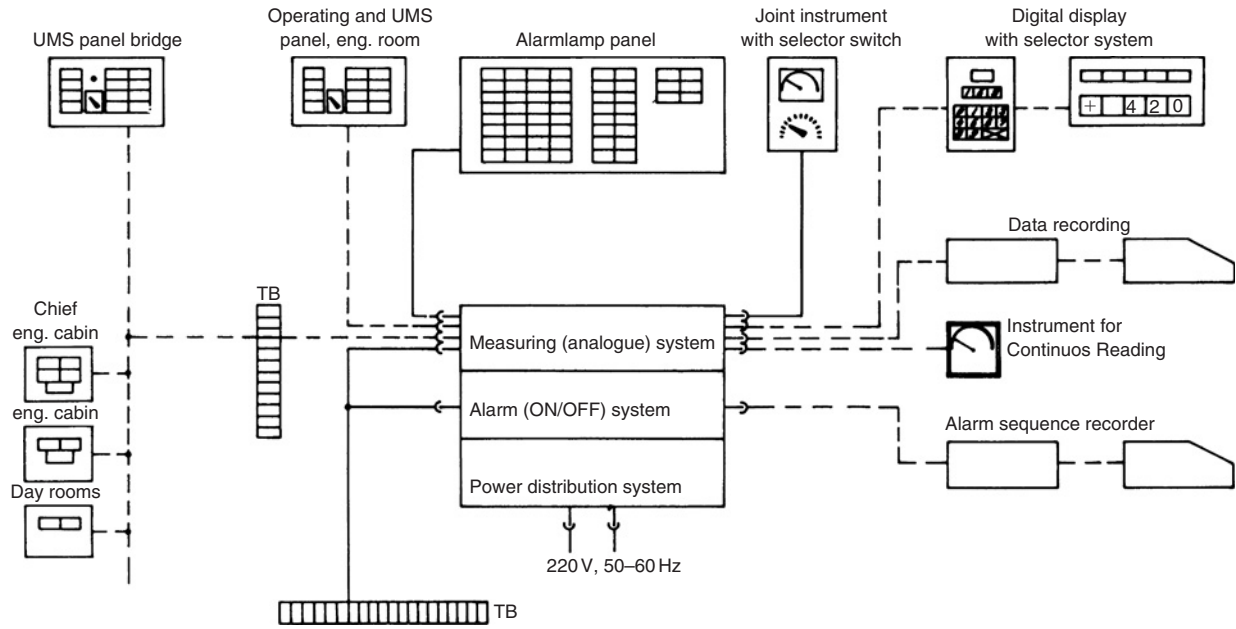 UMS panel bridge
Operating and UMS
panel, eng. room
Alarmlamp panel
Joint instrument
with selector switch
Digital display
with selector system
+ 4 2 0
Data recording
Chief
eng. cabin
TB
Measuring (analogue) system
Instrument for
Continuos Reading
eng. cabin
Alarm (ON/OFF) system
Alarm sequence recorder
Day rooms
Power distribution system
220 V, 50–60 Hz
TB